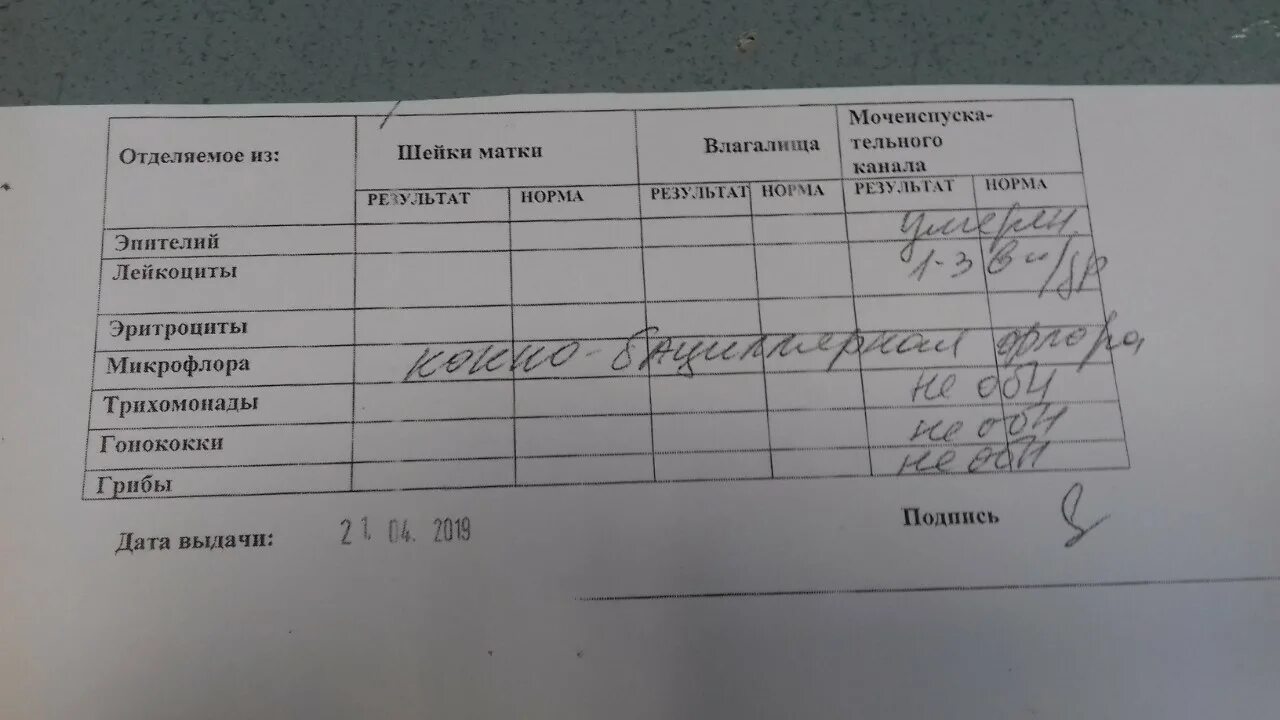 Отделяемое из: Шейки матки Влагалища Мочеиспуска-
тельного
канала
РЕЗУЛЬТАТ НОРМА РЕЗУЛЬТАТ НОРМА РЕЗУЛЬТАТ НОРМА
Эпителий умерен.
Лейкоциты 1-3 в п/зр
Эритроциты
Микрофлора кокко-бациллярная флора
Трихомонады не обн
Гонококки не обн
Грибы не обн
Дата выдачи: 21.04.2019 Подпись